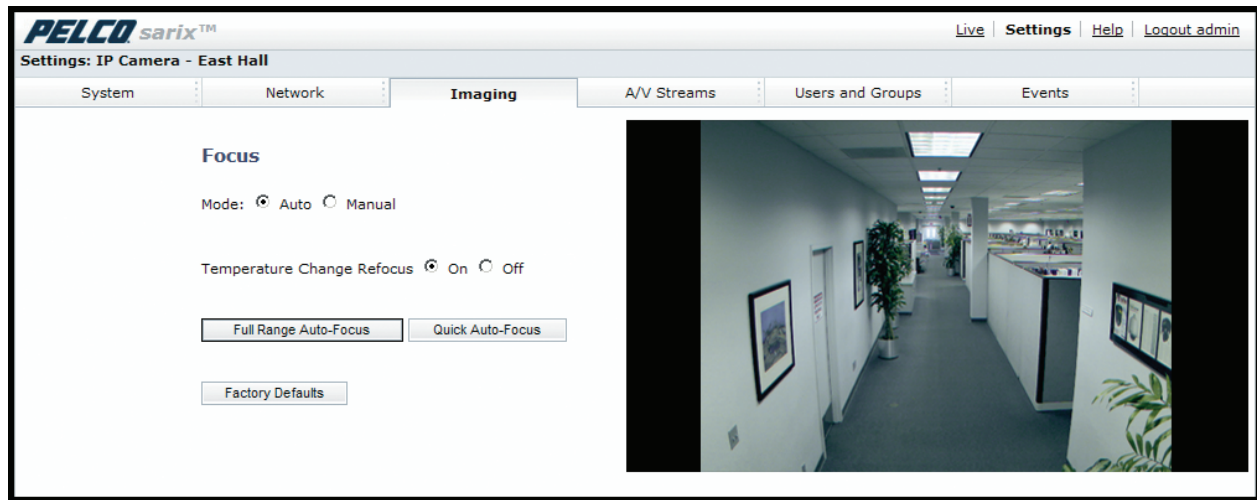 PELCO sarix™
Live | Settings | Help | Logout admin
Settings: IP Camera - East Hall
System Network Imaging A/V Streams Users and Groups Events
Focus
Mode: Auto Manual
Temperature Change Refocus On Off
Full Range Auto-Focus Quick Auto-Focus
Factory Defaults